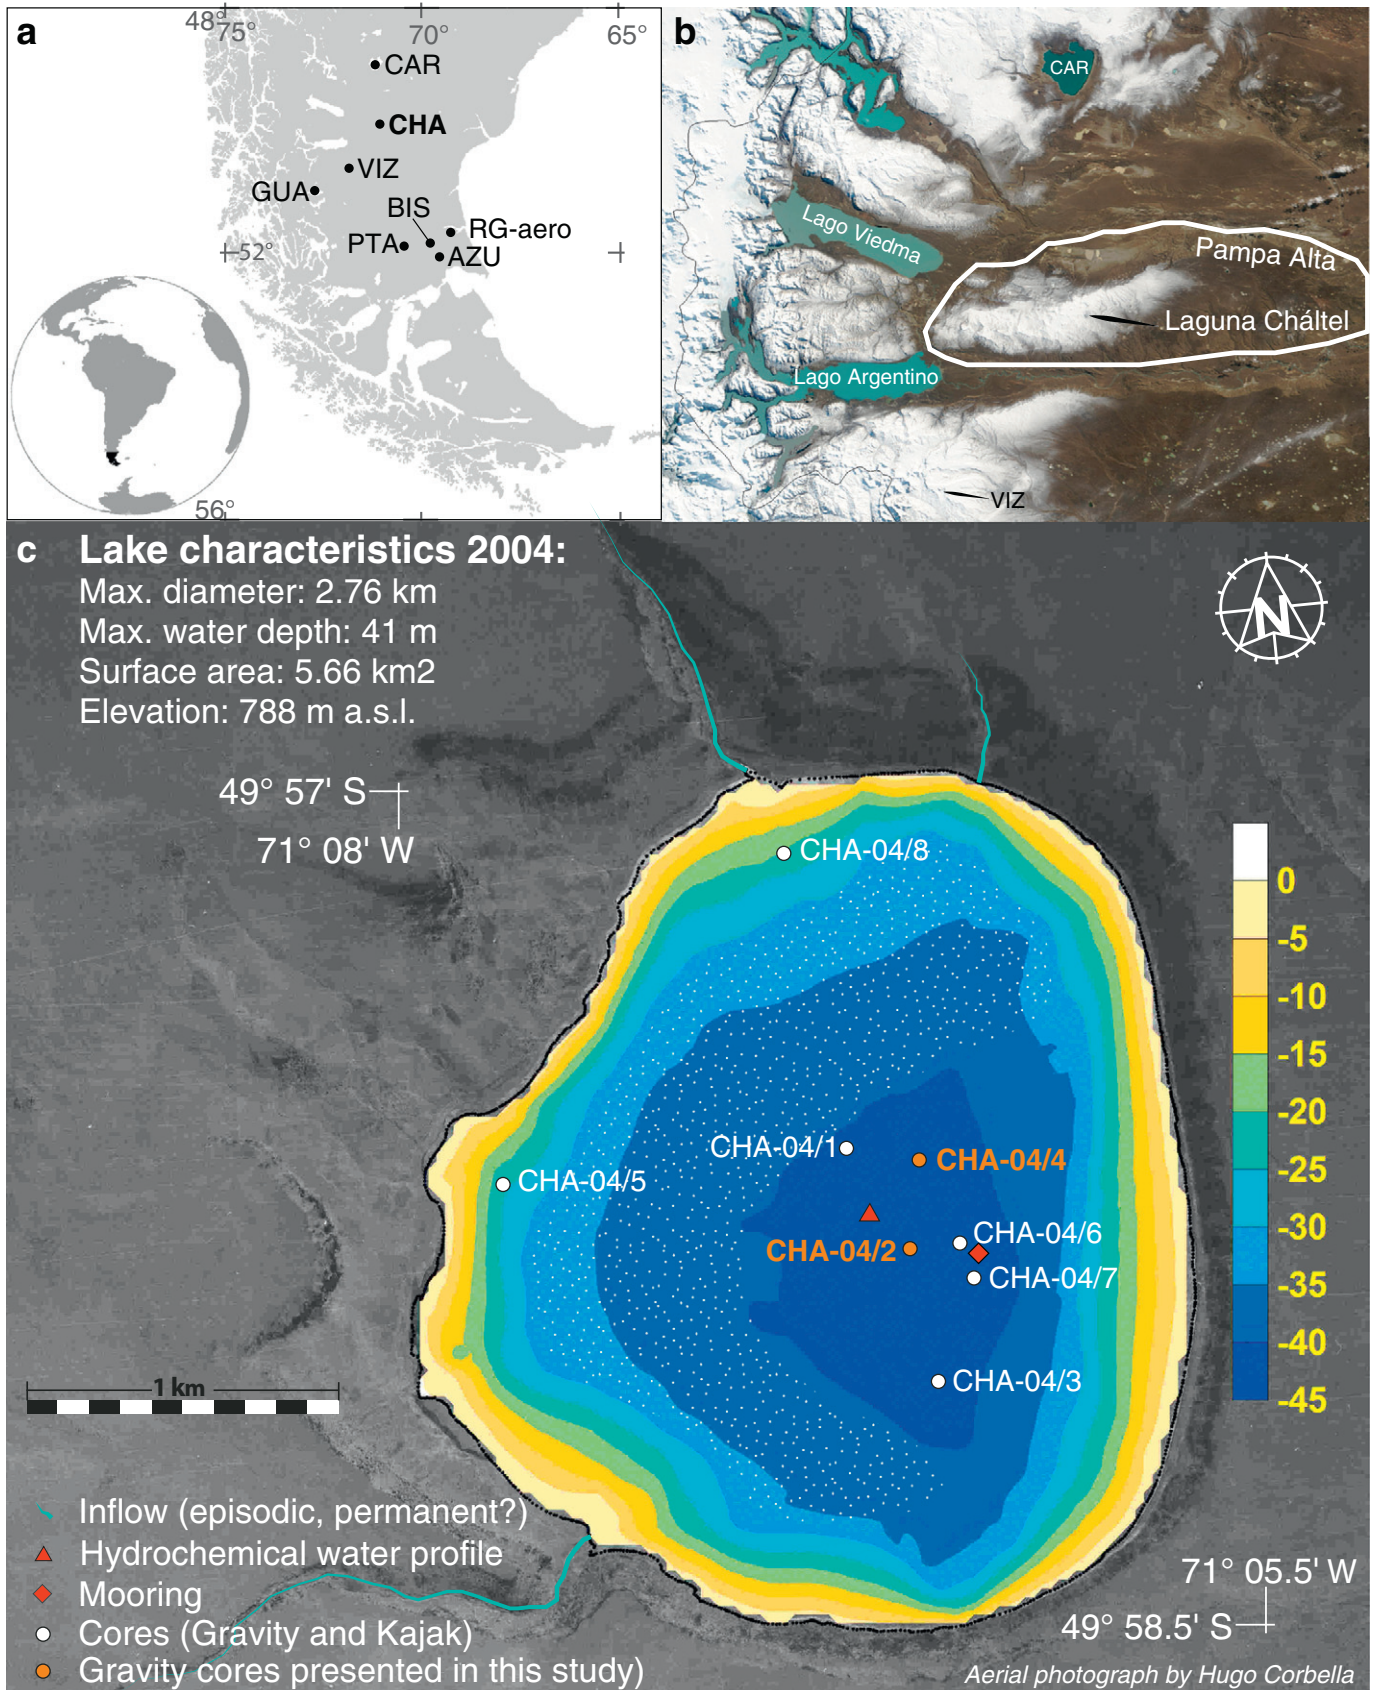 a
48°
75°
70°
65°
CAR
CHA
VIZ
GUA
BIS
RG-aero
PTA
AZU
52°
56°
b
CAR
Lago Viedma
Pampa Alta
Laguna Cháltel
Lago Argentino
VIZ
c Lake characteristics 2004:
Max. diameter: 2.76 km
Max. water depth: 41 m
Surface area: 5.66 km2
Elevation: 788 m a.s.l.
N
49° 57' S
71° 08' W
CHA-04/8
CHA-04/1
CHA-04/4
CHA-04/5
CHA-04/6
CHA-04/2
CHA-04/7
CHA-04/3
0
-5
-10
-15
-20
-25
-30
-35
-40
-45
1 km
Inflow (episodic, permanent?)
Hydrochemical water profile
Mooring
Cores (Gravity and Kajak)
Gravity cores presented in this study)
71° 05.5' W
49° 58.5' S
Aerial photograph by Hugo Corbella